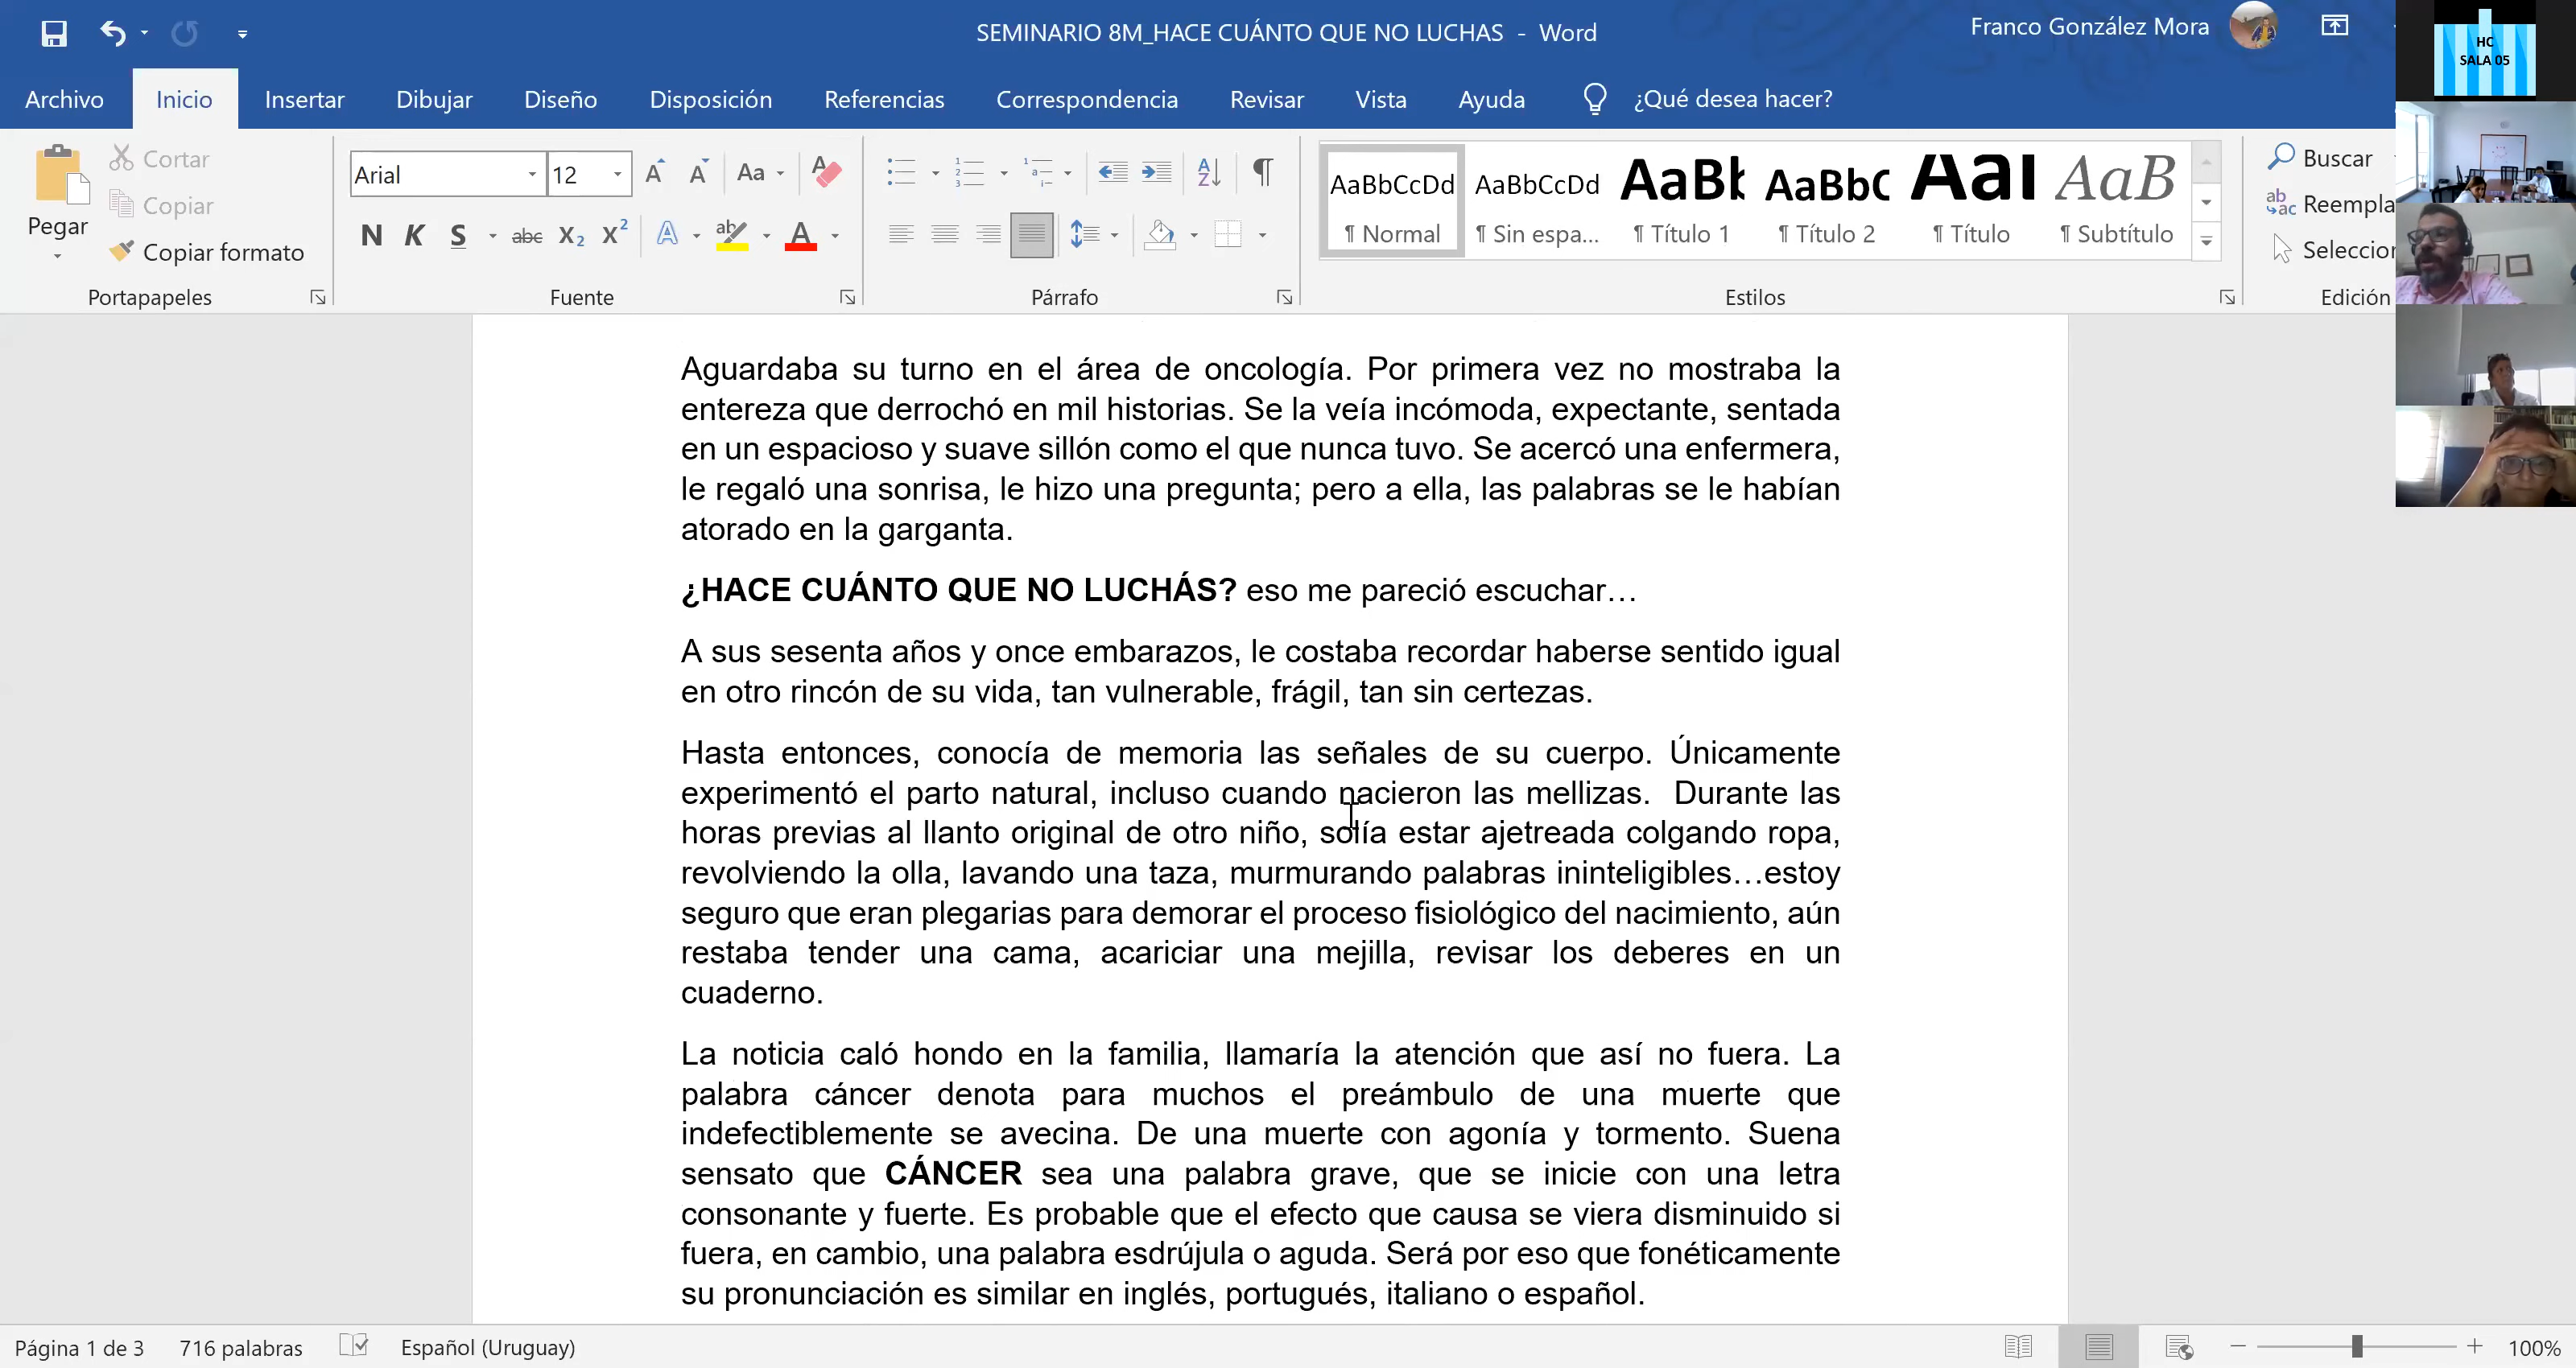 SEMINARIO 8M_HACE CUÁNTO QUE NO LUCHAS - Word
Franco González Mora
HC
SALA 05
Archivo Inicio Insertar Dibujar Diseño Disposición Referencias Correspondencia Revisar Vista Ayuda ¿Qué desea hacer?
Pegar
Cortar
Copiar
Copiar formato
Portapapeles
Arial 12
N K S abc X2 X2
Fuente
Párrafo
AaBbCcDd AaBbCcDd AaBb AaBbC AaB AaB
¶ Normal ¶ Sin espa... ¶ Título 1 ¶ Título 2 ¶ Título ¶ Subtítulo
Estilos
Buscar
Reempla
Seleccior
Edición
Aguardaba su turno en el área de oncología. Por primera vez no mostraba la
entereza que derrochó en mil historias. Se la veía incómoda, expectante, sentada
en un espacioso y suave sillón como el que nunca tuvo. Se acercó una enfermera,
le regaló una sonrisa, le hizo una pregunta; pero a ella, las palabras se le habían
atorado en la garganta.
¿HACE CUÁNTO QUE NO LUCHÁS? eso me pareció escuchar…
A sus sesenta años y once embarazos, le costaba recordar haberse sentido igual
en otro rincón de su vida, tan vulnerable, frágil, tan sin certezas.
Hasta entonces, conocía de memoria las señales de su cuerpo. Únicamente
experimentó el parto natural, incluso cuando nacieron las mellizas. Durante las
horas previas al llanto original de otro niño, solía estar ajetreada colgando ropa,
revolviendo la olla, lavando una taza, murmurando palabras ininteligibles…estoy
seguro que eran plegarias para demorar el proceso fisiológico del nacimiento, aún
restaba tender una cama, acariciar una mejilla, revisar los deberes en un
cuaderno.
La noticia caló hondo en la familia, llamaría la atención que así no fuera. La
palabra cáncer denota para muchos el preámbulo de una muerte que
indefectiblemente se avecina. De una muerte con agonía y tormento. Suena
sensato que CÁNCER sea una palabra grave, que se inicie con una letra
consonante y fuerte. Es probable que el efecto que causa se viera disminuido si
fuera, en cambio, una palabra esdrújula o aguda. Será por eso que fonéticamente
su pronunciación es similar en inglés, portugués, italiano o español.
Página 1 de 3 716 palabras Español (Uruguay) 100%